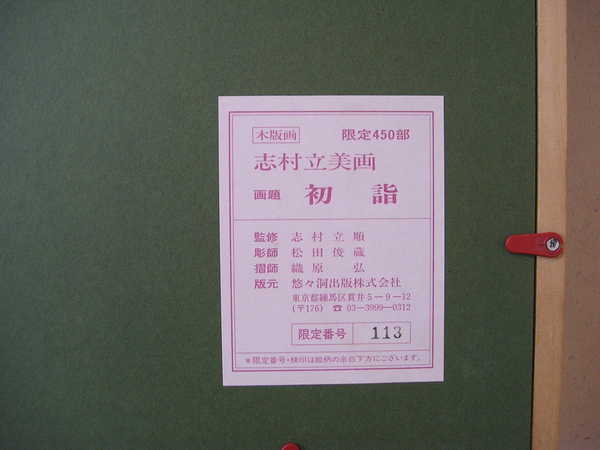 木版画 限定450部
志村立美画
画題 初詣
監修 志村立順
彫師 松田俊蔵
摺師 織原弘
版元 悠々洞出版株式会社
東京都練馬区貫井5-9-12
(〒176) ☎ 03-3999-0312
限定番号 113
※限定番号・検印は絵柄の余白下方にございます。